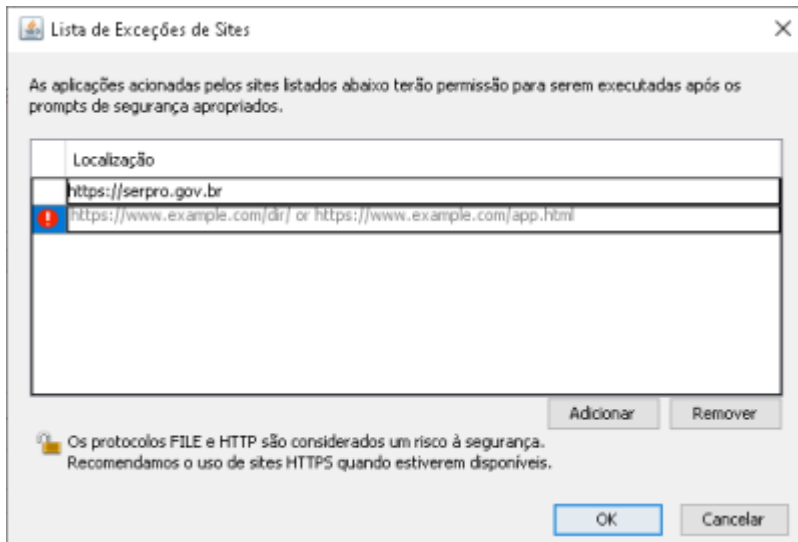 Lista de Exceções de Sites
As aplicações acionadas pelos sites listados abaixo terão permissão para serem executadas após os
prompts de segurança apropriados.
Localização
https://serpro.gov.br
https://www.example.com/dir/ or https://www.example.com/app.html
Adicionar
Remover
Os protocolos FILE e HTTP são considerados um risco à segurança.
Recomendamos o uso de sites HTTPS quando estiverem disponíveis.
OK
Cancelar